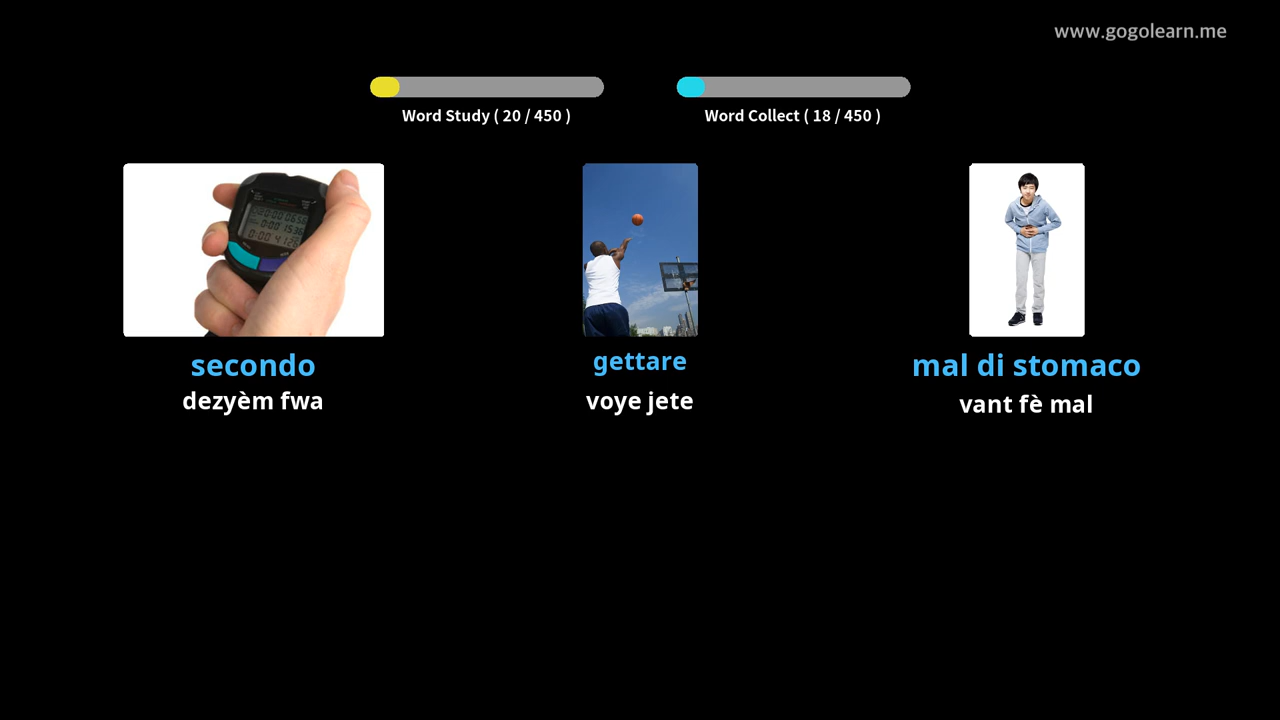 www.gogolearn.me
Word Study ( 20 / 450 )
Word Collect ( 18 / 450 )
secondo
dezyèm fwa
gettare
voye jete
mal di stomaco
vant fè mal